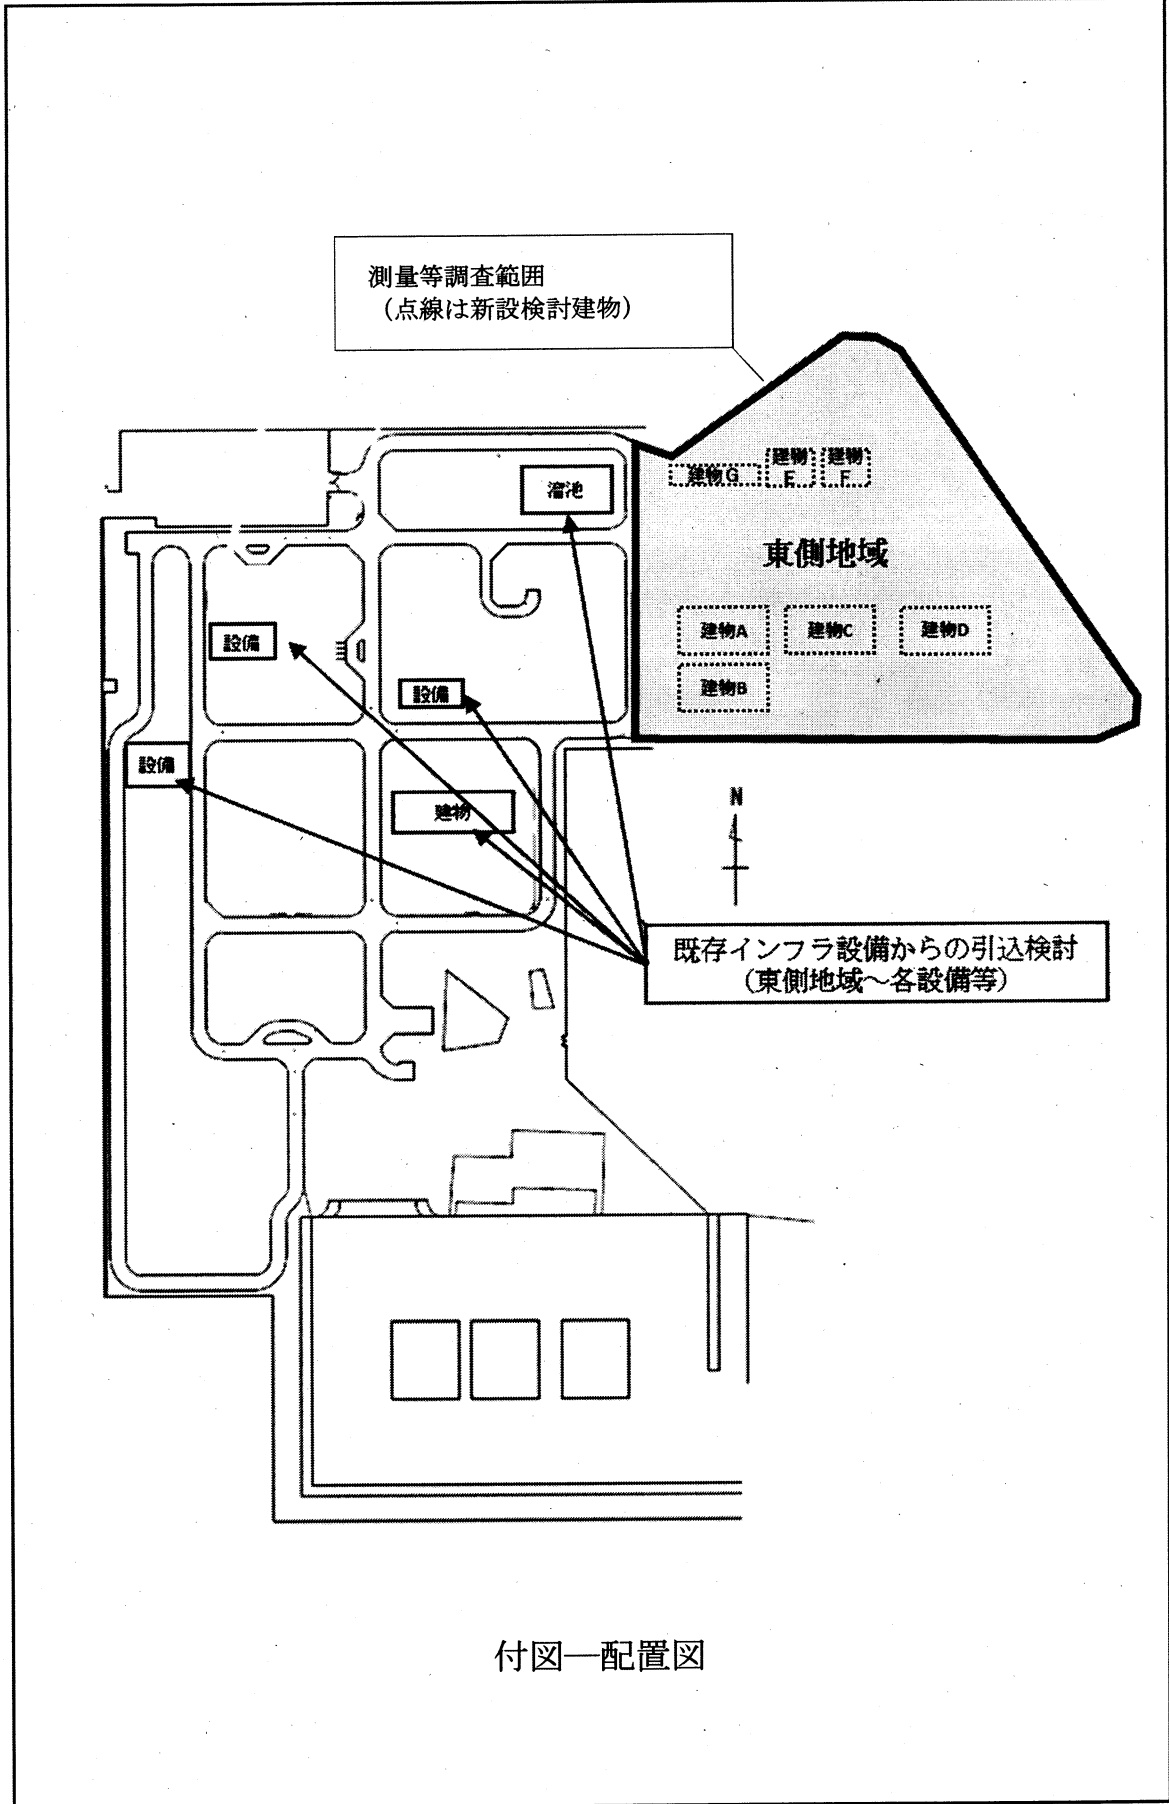 測量等調査範囲
（点線は新設検討建物）
建物G
建物
E
建物
F
溜池
東側地域
建物A
建物C
建物D
設備
建物B
設備
設備
建物
N
既存インフラ設備からの引込検討
（東側地域～各設備等）
付図―配置図